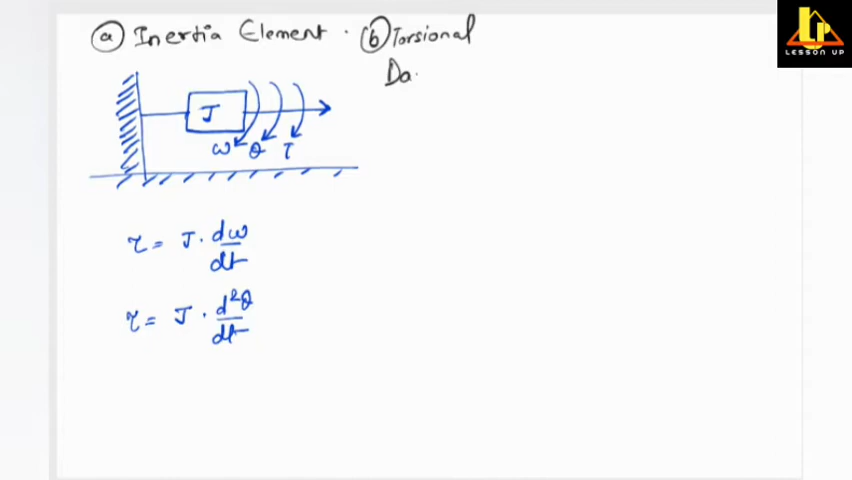 ⓐ Inertia Element . ⓑ Torsional
Da.
J
ω θ τ
τ = J . dω
dt
τ = J . d²θ
dt
LESSON UP